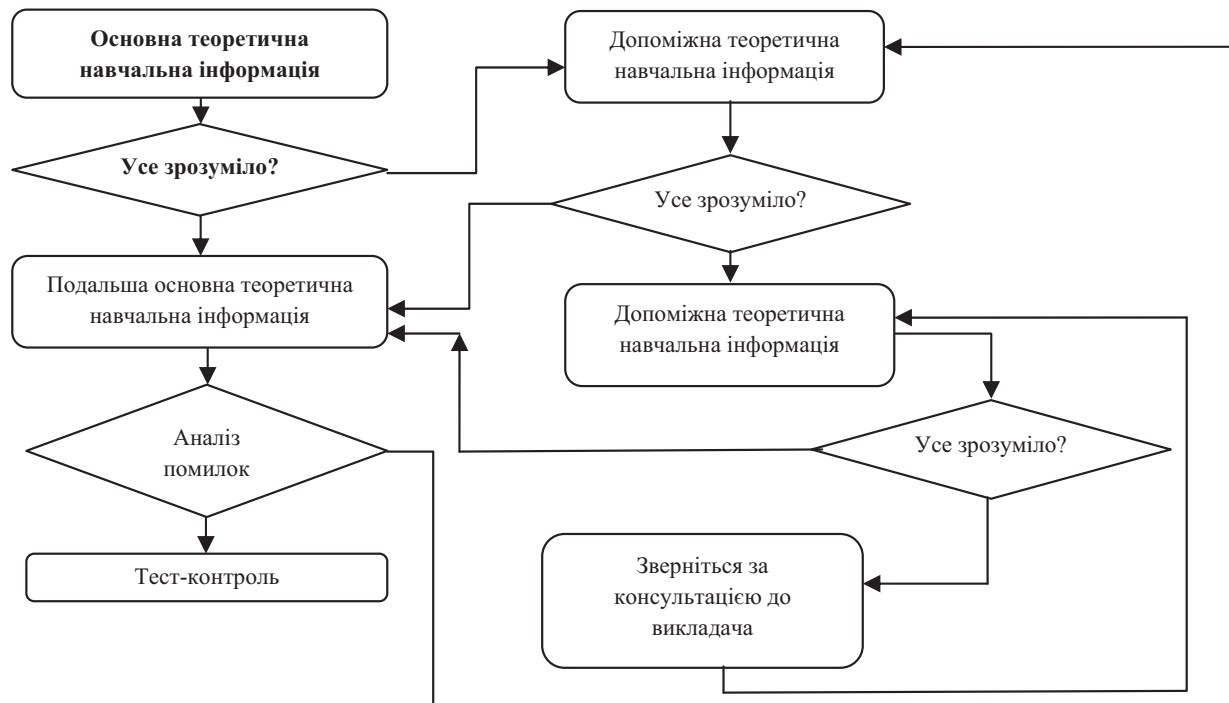 Основна теоретична
навчальна інформація
Усе зрозуміло?
Подальша основна теоретична
навчальна інформація
Аналіз
помилок
Тест-контроль
Допоміжна теоретична
навчальна інформація
Усе зрозуміло?
Допоміжна теоретична
навчальна інформація
Усе зрозуміло?
Зверніться за
консультацією до
викладача